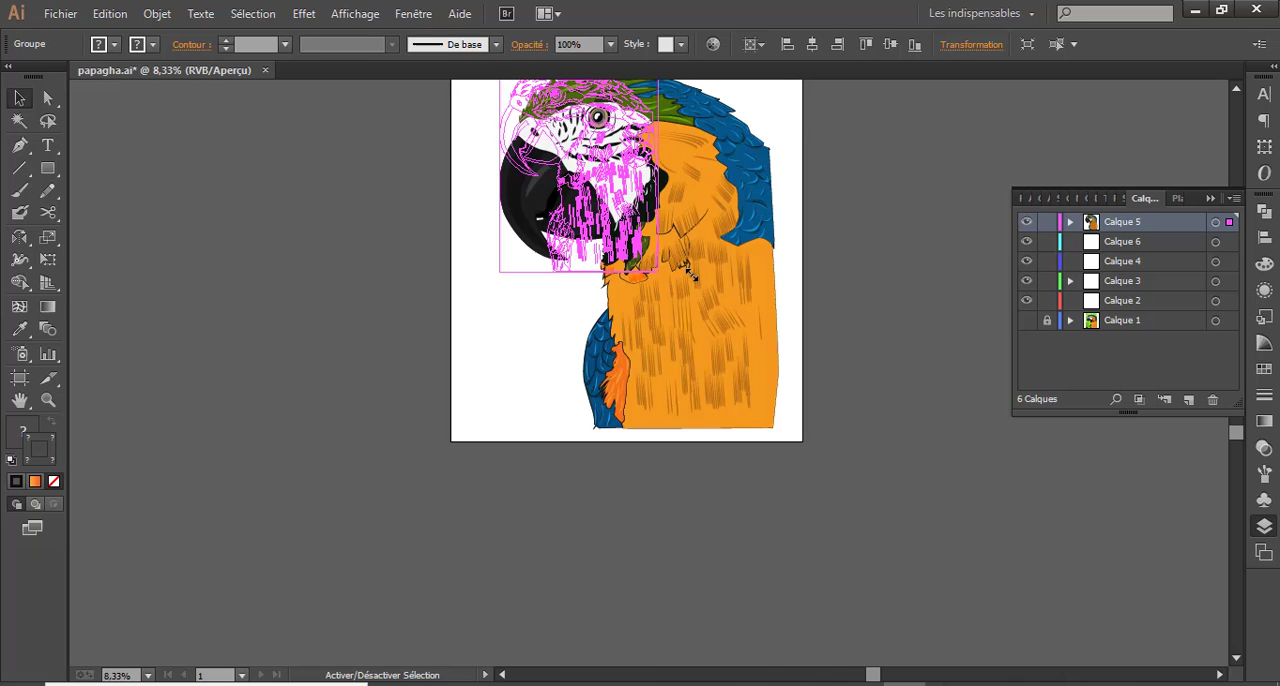 Ai Fichier Edition Objet Texte Sélection Effet Affichage Fenêtre Aide Br Les indispensables
Groupe ? ? Contour : De base Opacité : 100% Style : Transformation
papagha.ai* @ 8,33% (RVB/Aperçu) ×
Calq... Pla
Calque 5
Calque 6
Calque 4
Calque 3
Calque 2
Calque 1
6 Calques
?
8,33% 1 Activer/Désactiver Sélection